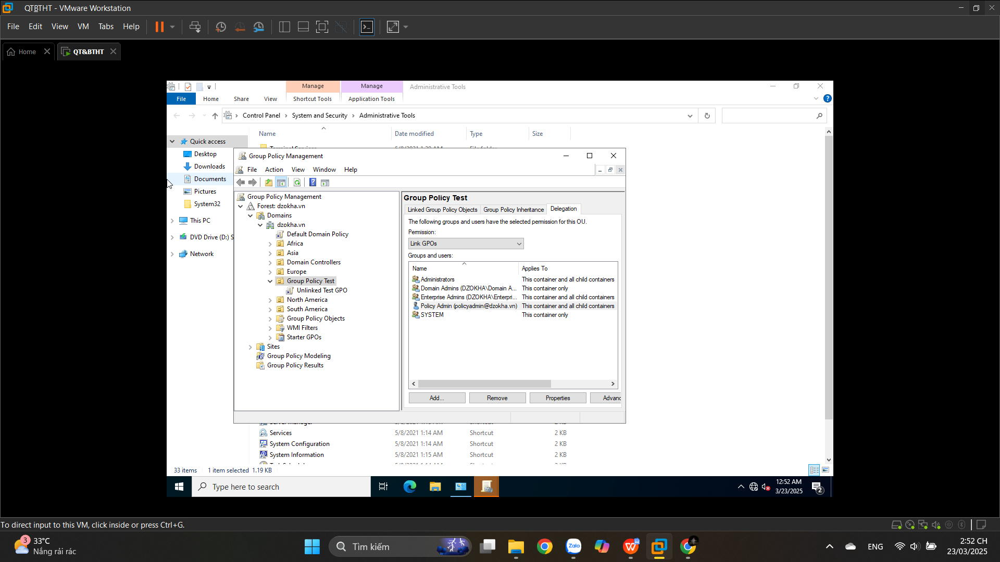 QTBTHT - VMware Workstation
File Edit View VM Tabs Help
Home QT&BTHT
Manage Manage Administrative Tools
File Home Share View Shortcut Tools Application Tools
Control Panel System and Security Administrative Tools
Name Date modified Type Size
Quick access
Desktop
Downloads
Documents
Pictures
System32
This PC
DVD Drive (D:) S
Network
Group Policy Management
File Action View Window Help
Group Policy Management
Forest: dzokha.vn
Domains
dzokha.vn
Default Domain Policy
Africa
Asia
Domain Controllers
Europe
Group Policy Test
Unlinked Test GPO
North America
South America
Group Policy Objects
WMI Filters
Starter GPOs
Sites
Group Policy Modeling
Group Policy Results
Group Policy Test
Linked Group Policy Objects Group Policy Inheritance Delegation
The following groups and users have the selected permission for this OU.
Permission:
Link GPOs
Groups and users:
Name Applies To
Administrators This container and all child containers
Domain Admins (DZOKHA\Domain A... This container only
Enterprise Admins (DZOKHA\Enterpri... This container and all child containers
Policy Admin (policyadmin@dzokha.vn) This container and all child containers
SYSTEM This container only
Add... Remove Properties Advanc
Services 5/8/2021 1:14 AM Shortcut 2 KB
System Configuration 5/8/2021 1:14 AM Shortcut 2 KB
System Information 5/8/2021 1:15 AM Shortcut 2 KB
33 items 1 item selected 1.19 KB
Type here to search
12:52 AM
3/23/2025
2
To direct input to this VM, click inside or press Ctrl+G.
3
33°C
Nắng rải rác
Tìm kiếm
Zalo
ENG
2:52 CH
23/03/2025